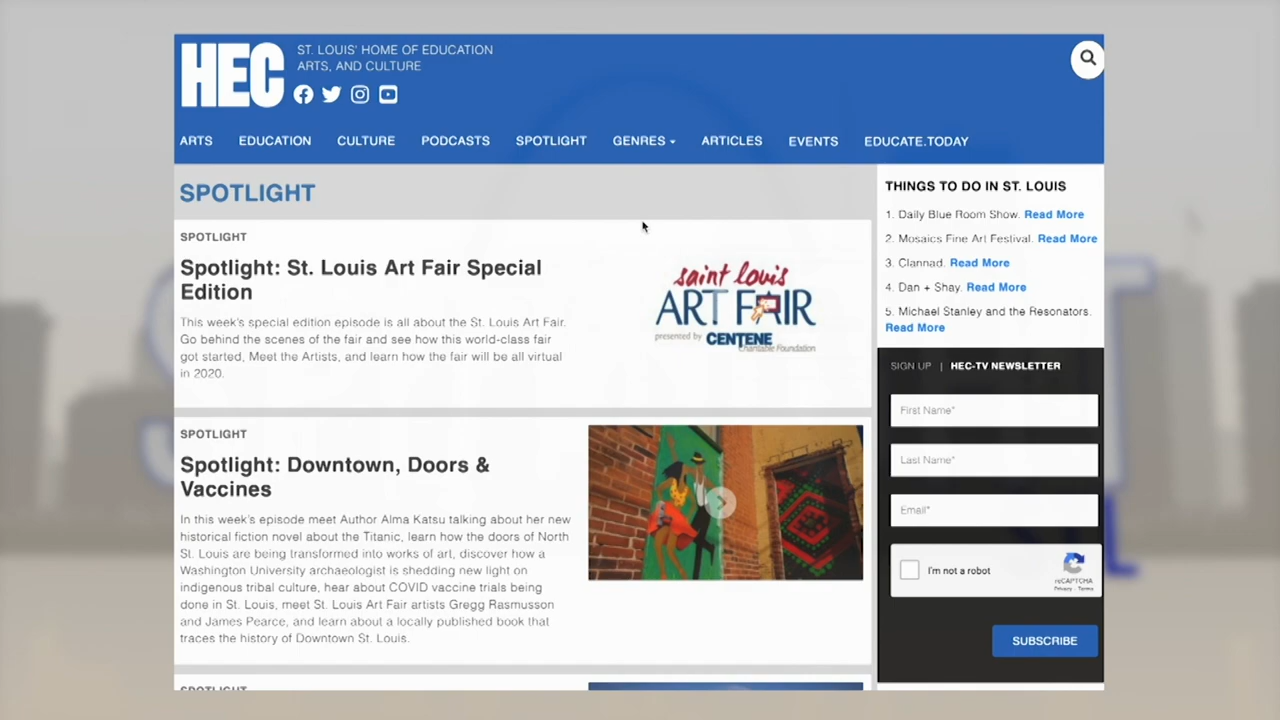 HEC
ST. LOUIS' HOME OF EDUCATION
ARTS, AND CULTURE
ARTS EDUCATION CULTURE PODCASTS SPOTLIGHT GENRES ARTICLES EVENTS EDUCATE.TODAY
SPOTLIGHT
SPOTLIGHT
Spotlight: St. Louis Art Fair Special
Edition
This week's special edition episode is all about the St. Louis Art Fair.
Go behind the scenes of the fair and see how this world-class fair
got started, Meet the Artists, and learn how the fair will be all virtual
in 2020.
saint louis
ART FAIR
presented by CENTENE
Charitable Foundation
SPOTLIGHT
Spotlight: Downtown, Doors &
Vaccines
In this week's episode meet Author Alma Katsu talking about her new
historical fiction novel about the Titanic, learn how the doors of North
St. Louis are being transformed into works of art, discover how a
Washington University archaeologist is shedding new light on
indigenous tribal culture, hear about COVID vaccine trials being
done in St. Louis, meet St. Louis Art Fair artists Gregg Rasmusson
and James Pearce, and learn about a locally published book that
traces the history of Downtown St. Louis.
SPOTLIGHT
THINGS TO DO IN ST. LOUIS
1. Daily Blue Room Show. Read More
2. Mosaics Fine Art Festival. Read More
3. Clannad. Read More
4. Dan + Shay. Read More
5. Michael Stanley and the Resonators.
Read More
SIGN UP | HEC-TV NEWSLETTER
First Name*
Last Name*
Email*
I'm not a robot
reCAPTCHA
Privacy - Terms
SUBSCRIBE